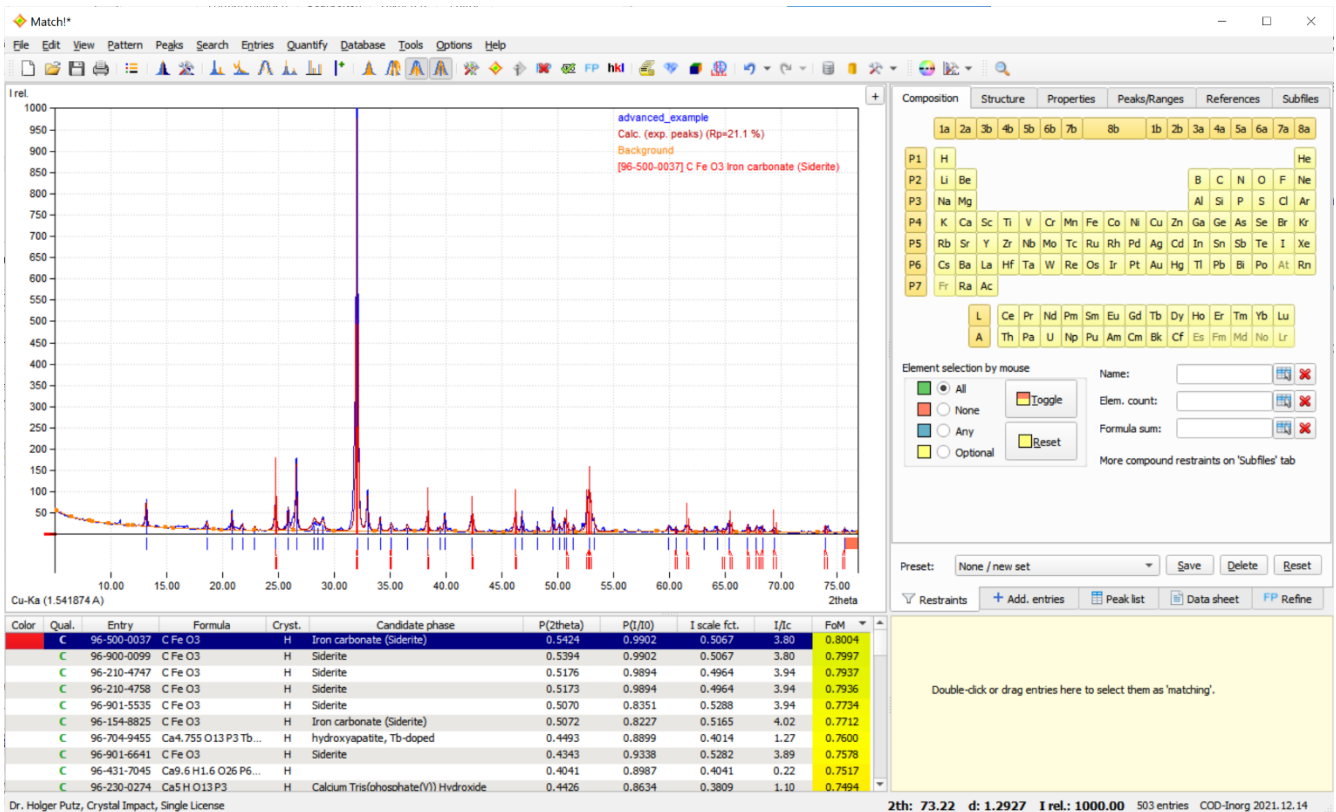 Match!*
File Edit View Pattern Peaks Search Entries Quantify Database Tools Options Help
FP hkl
I rel.
1000
950
900
850
800
750
700
650
600
550
500
450
400
350
300
250
200
150
100
50
advanced_example
Calc. (exp. peaks) (Rp=21.1 %)
Background
[96-500-0037] C Fe O3 Iron carbonate (Siderite)
10.00 15.00 20.00 25.00 30.00 35.00 40.00 45.00 50.00 55.00 60.00 65.00 70.00 75.00
Cu-Ka (1.541874 A) 2theta
+
Composition Structure Properties Peaks/Ranges References Subfiles
1a 2a 3b 4b 5b 6b 7b 8b 1b 2b 3a 4a 5a 6a 7a 8a
P1 H He
P2 Li Be B C N O F Ne
P3 Na Mg Al Si P S Cl Ar
P4 K Ca Sc Ti V Cr Mn Fe Co Ni Cu Zn Ga Ge As Se Br Kr
P5 Rb Sr Y Zr Nb Mo Tc Ru Rh Pd Ag Cd In Sn Sb Te I Xe
P6 Cs Ba La Hf Ta W Re Os Ir Pt Au Hg Tl Pb Bi Po At Rn
P7 Fr Ra Ac
L Ce Pr Nd Pm Sm Eu Gd Tb Dy Ho Er Tm Yb Lu
A Th Pa U Np Pu Am Cm Bk Cf Es Fm Md No Lr
Element selection by mouse
All
None
Any
Optional
Toggle
Reset
Name:
Elem. count:
Formula sum:
More compound restraints on 'Subfiles' tab
Preset: None / new set Save Delete Reset
Restraints + Add. entries Peak list Data sheet FP Refine
Color Qual. Entry Formula Cryst. Candidate phase P(2theta) P(I/I0) I scale fct. I/Ic FoM
C 96-500-0037 C Fe O3 H Iron carbonate (Siderite) 0.5424 0.9902 0.5067 3.80 0.8004
C 96-900-0099 C Fe O3 H Siderite 0.5394 0.9902 0.5067 3.80 0.7997
C 96-210-4747 C Fe O3 H Siderite 0.5176 0.9894 0.4964 3.94 0.7937
C 96-210-4758 C Fe O3 H Siderite 0.5173 0.9894 0.4964 3.94 0.7936
C 96-901-5535 C Fe O3 H Siderite 0.5070 0.8351 0.5288 3.94 0.7734
C 96-154-8825 C Fe O3 H Iron carbonate (Siderite) 0.5072 0.8227 0.5165 4.02 0.7712
C 96-704-9455 Ca4.755 O13 P3 Tb... H hydroxyapatite, Tb-doped 0.4493 0.8899 0.4014 1.27 0.7600
C 96-901-6641 C Fe O3 H Siderite 0.4343 0.9338 0.5282 3.89 0.7578
C 96-431-7045 Ca9.6 H1.6 O26 P6... H 0.4041 0.8987 0.4041 0.22 0.7517
C 96-230-0274 Ca5 H O13 P3 H Calcium Tris(phosphate(V)) Hydroxide 0.4426 0.8634 0.3809 1.10 0.7494
Double-click or drag entries here to select them as 'matching'.
Dr. Holger Putz, Crystal Impact, Single License
2th: 73.22 d: 1.2927 I rel.: 1000.00 503 entries COD-Inorg 2021.12.14